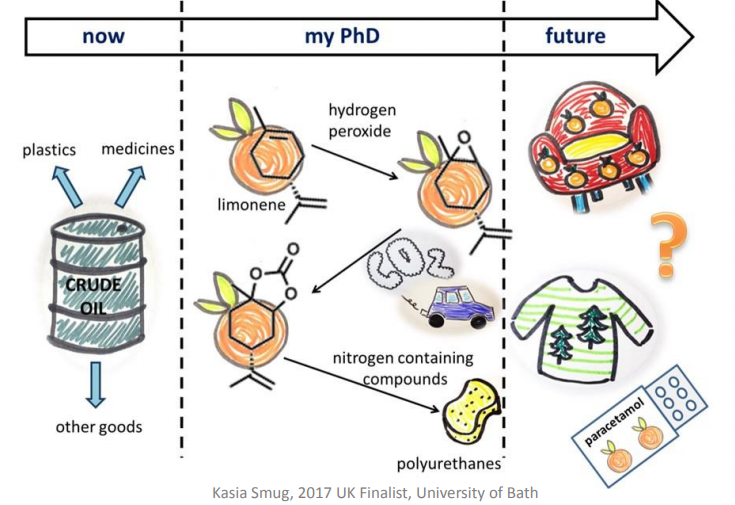 now
my PhD
future
plastics
medicines
CRUDE
OIL
other goods
hydrogen
peroxide
limonene
O
CO2
O
O
O
nitrogen containing
compounds
polyurethanes
?
paracetamol
Kasia Smug, 2017 UK Finalist, University of Bath